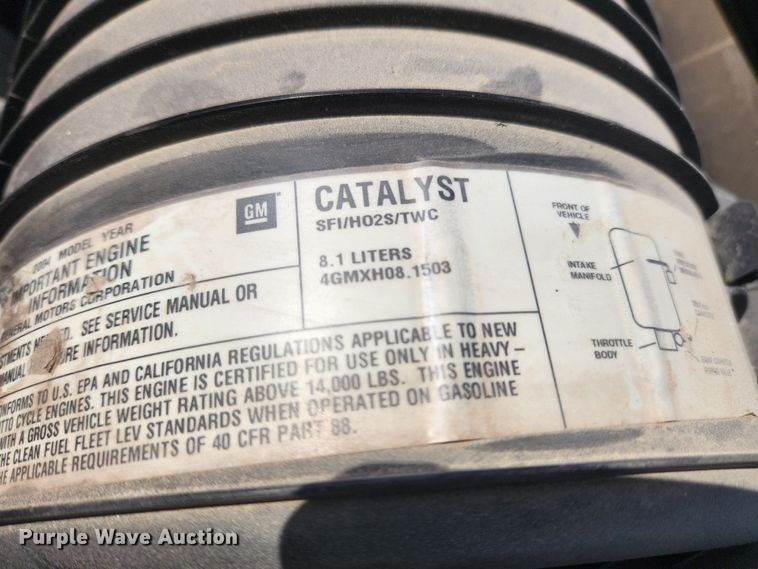 2004 MODEL YEAR
IMPORTANT ENGINE
INFORMATION
GENERAL MOTORS CORPORATION
GM
SEE SERVICE MANUAL OR
MANUAL INFORMATION.
CATALYST
SFI/HO2S/TWC
8.1 LITERS
4GMXH08.1503
FRONT OF
VEHICLE
INTAKE
MANIFOLD
THROTTLE
BODY
TO U.S. EPA AND CALIFORNIA REGULATIONS APPLICABLE TO NEW
OTTO CYCLE ENGINES. THIS ENGINE IS CERTIFIED FOR USE ONLY IN HEAVY-
WITH A GROSS VEHICLE WEIGHT RATING ABOVE 14,000 LBS. THIS ENGINE
THE CLEAN FUEL FLEET LEV STANDARDS WHEN OPERATED ON GASOLINE
APPLICABLE REQUIREMENTS OF 40 CFR PART 88.
Purple Wave Auction